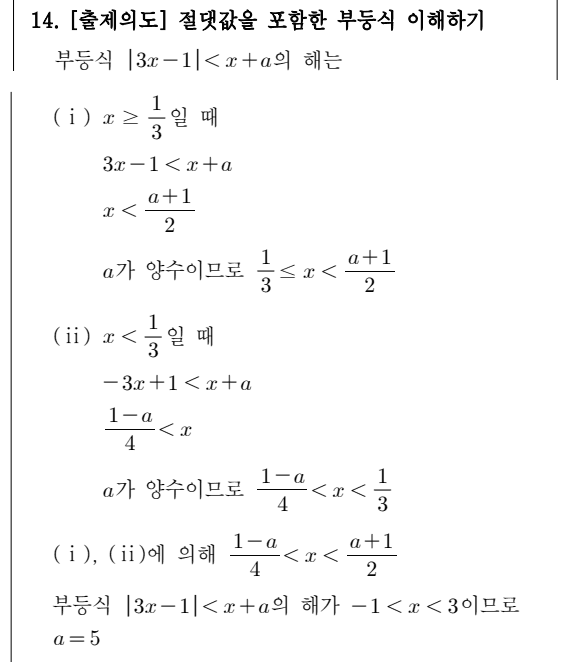 14. [출제의도] 절댓값을 포함한 부등식 이해하기
부등식 |3x-1| < x+a의 해는
(ⅰ) x ≥ 1/3일 때
3x-1 < x+a
x < (a+1)/2
a가 양수이므로 1/3 ≤ x < (a+1)/2
(ⅱ) x < 1/3일 때
-3x+1 < x+a
(1-a)/4 < x
a가 양수이므로 (1-a)/4 < x < 1/3
(ⅰ), (ⅱ)에 의해 (1-a)/4 < x < (a+1)/2
부등식 |3x-1| < x+a의 해가 -1 < x < 3이므로
a=5